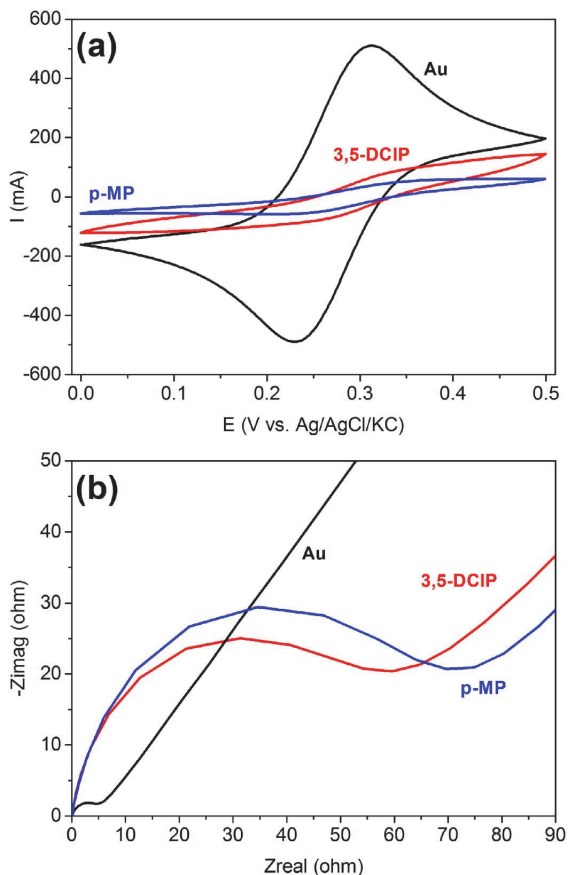 (a)
600
400
200
0
-200
-400
-600
I (mA)
Au
3,5-DCIP
p-MP
0.0 0.1 0.2 0.3 0.4 0.5
E (V vs. Ag/AgCl/KC)
(b)
50
40
30
20
10
0
-Zimag (ohm)
Au
3,5-DCIP
p-MP
0 10 20 30 40 50 60 70 80 90
Zreal (ohm)